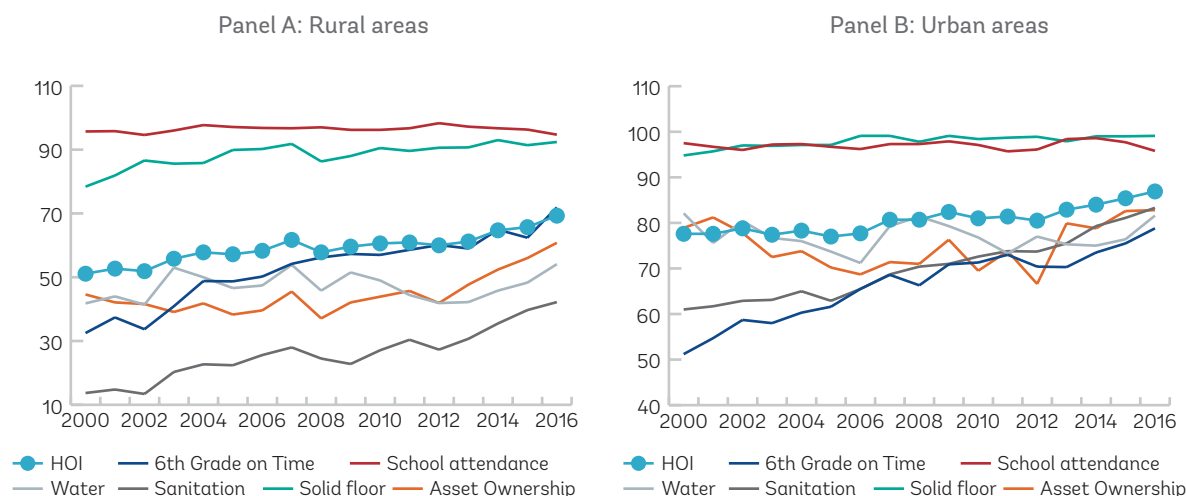 Panel A: Rural areas
110
90
70
50
30
10
2000 2002 2004 2006 2008 2010 2012 2014 2016
HOI 6th Grade on Time School attendance
Water Sanitation Solid floor Asset Ownership
Panel B: Urban areas
110
100
90
80
70
60
50
40
2000 2002 2004 2006 2008 2010 2012 2014 2016
HOI 6th Grade on Time School attendance
Water Sanitation Solid floor Asset Ownership